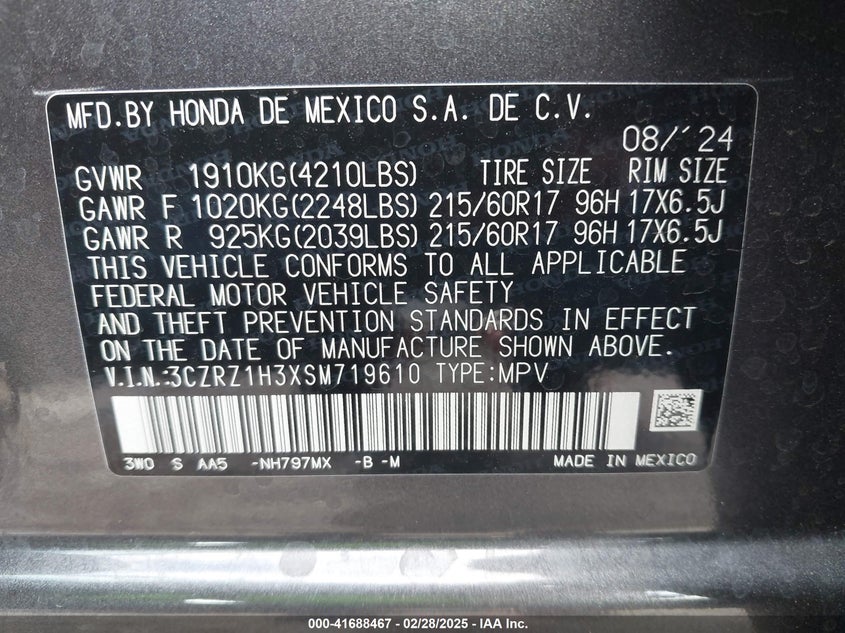 MFD.BY HONDA DE MEXICO S.A. DE C.V.
08/´24
GVWR 1910KG(4210LBS) TIRE SIZE RIM SIZE
GAWR F 1020KG(2248LBS) 215/60R17 96H 17X6.5J
GAWR R 925KG(2039LBS) 215/60R17 96H 17X6.5J
THIS VEHICLE CONFORMS TO ALL APPLICABLE
FEDERAL MOTOR VEHICLE SAFETY
AND THEFT PREVENTION STANDARDS IN EFFECT
ON THE DATE OF MANUFACTURE SHOWN ABOVE.
V.I.N.:3CZRZ1H3XSM719610 TYPE:MPV
3W0 S AA5 -NH797MX -B -M MADE IN MEXICO
000-41688467 - 02/28/2025 - IAA Inc.